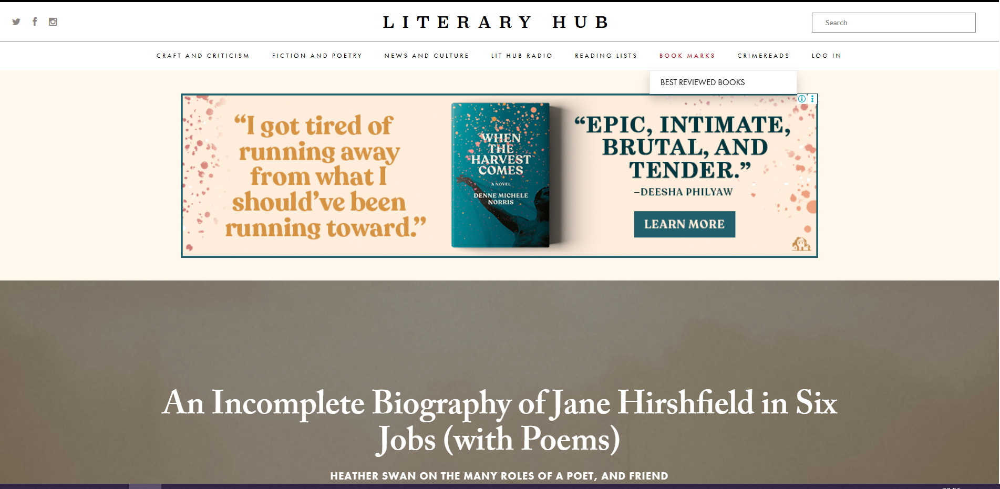 LITERARY HUB
Search
CRAFT AND CRITICISM
FICTION AND POETRY
NEWS AND CULTURE
LIT HUB RADIO
READING LISTS
BOOK MARKS
CRIMEREADS
LOG IN
BEST REVIEWED BOOKS
“I got tired of
running away
from what I
should’ve been
running toward.”
WHEN
THE
HARVEST
COMES
A NOVEL
DENNE MICHELE
NORRIS
“EPIC, INTIMATE,
BRUTAL, AND
TENDER.”
–DEESHA PHILYAW
LEARN MORE
An Incomplete Biography of Jane Hirshfield in Six
Jobs (with Poems)
HEATHER SWAN ON THE MANY ROLES OF A POET, AND FRIEND